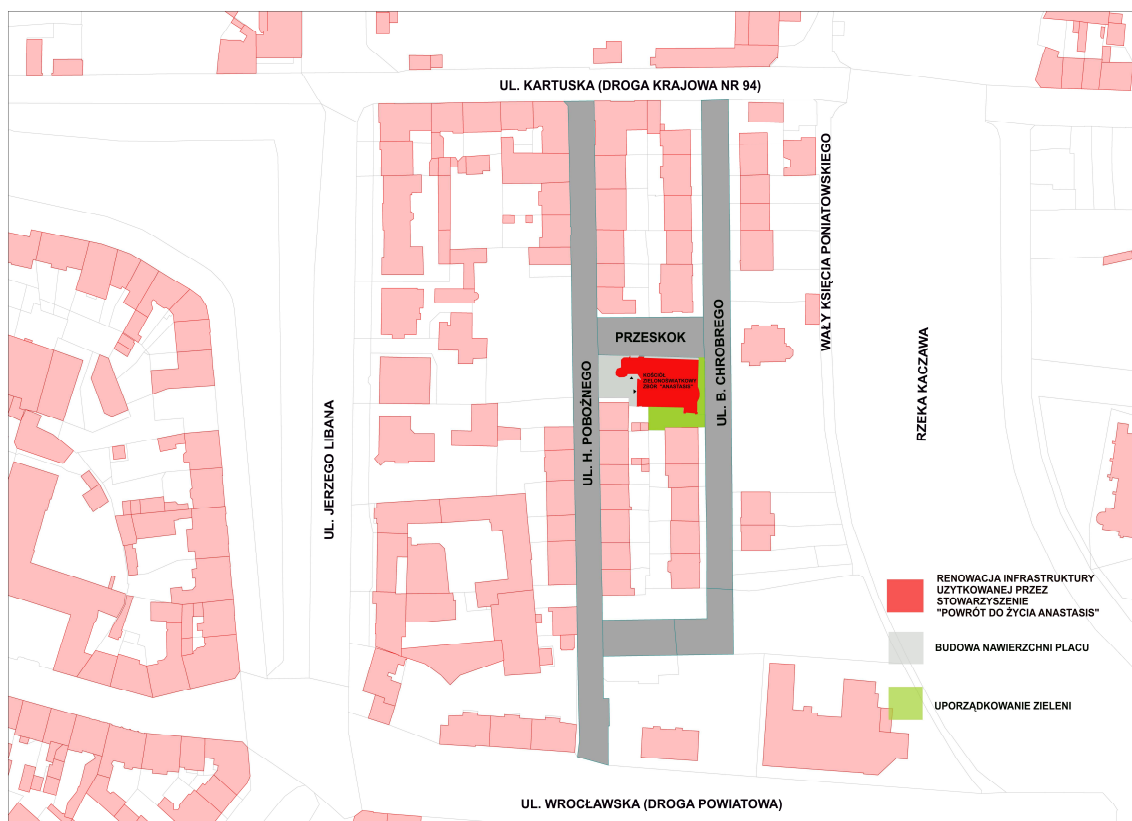 UL. KARTUSKA (DROGA KRAJOWA NR 94)
WAŁY KSIĘCIA PONIATOWSKIEGO
PRZESKOK
UL. B. CHROBREGO
RZEKA KACZAWA
KOŚCIÓŁ
ZIELONOŚWIATKOWY
ZBÓR "ANASTASIS"
UL. H. POBOŻNEGO
UL. JERZEGO LIBANA
RENOWACJA INFRASTRUKTURY
UZYTKOWANEJ PRZEZ
STOWARZYSZENIE
"POWRÓT DO ŻYCIA ANASTASIS"
BUDOWA NAWIERZCHNI PLACU
UPORZĄDKOWANIE ZIELENI
UL. WROCŁAWSKA (DROGA POWIATOWA)